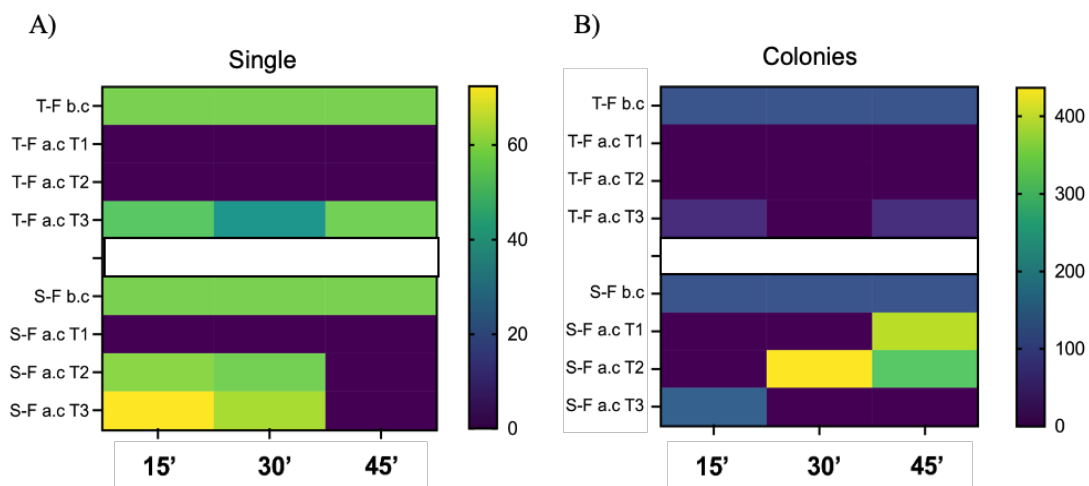 A)
Single
T-F b.c
T-F a.c T1
T-F a.c T2
T-F a.c T3
S-F b.c
S-F a.c T1
S-F a.c T2
S-F a.c T3
15’ 30’ 45’
60
40
20
0
B)
Colonies
T-F b.c
T-F a.c T1
T-F a.c T2
T-F a.c T3
S-F b.c
S-F a.c T1
S-F a.c T2
S-F a.c T3
15’ 30’ 45’
400
300
200
100
0